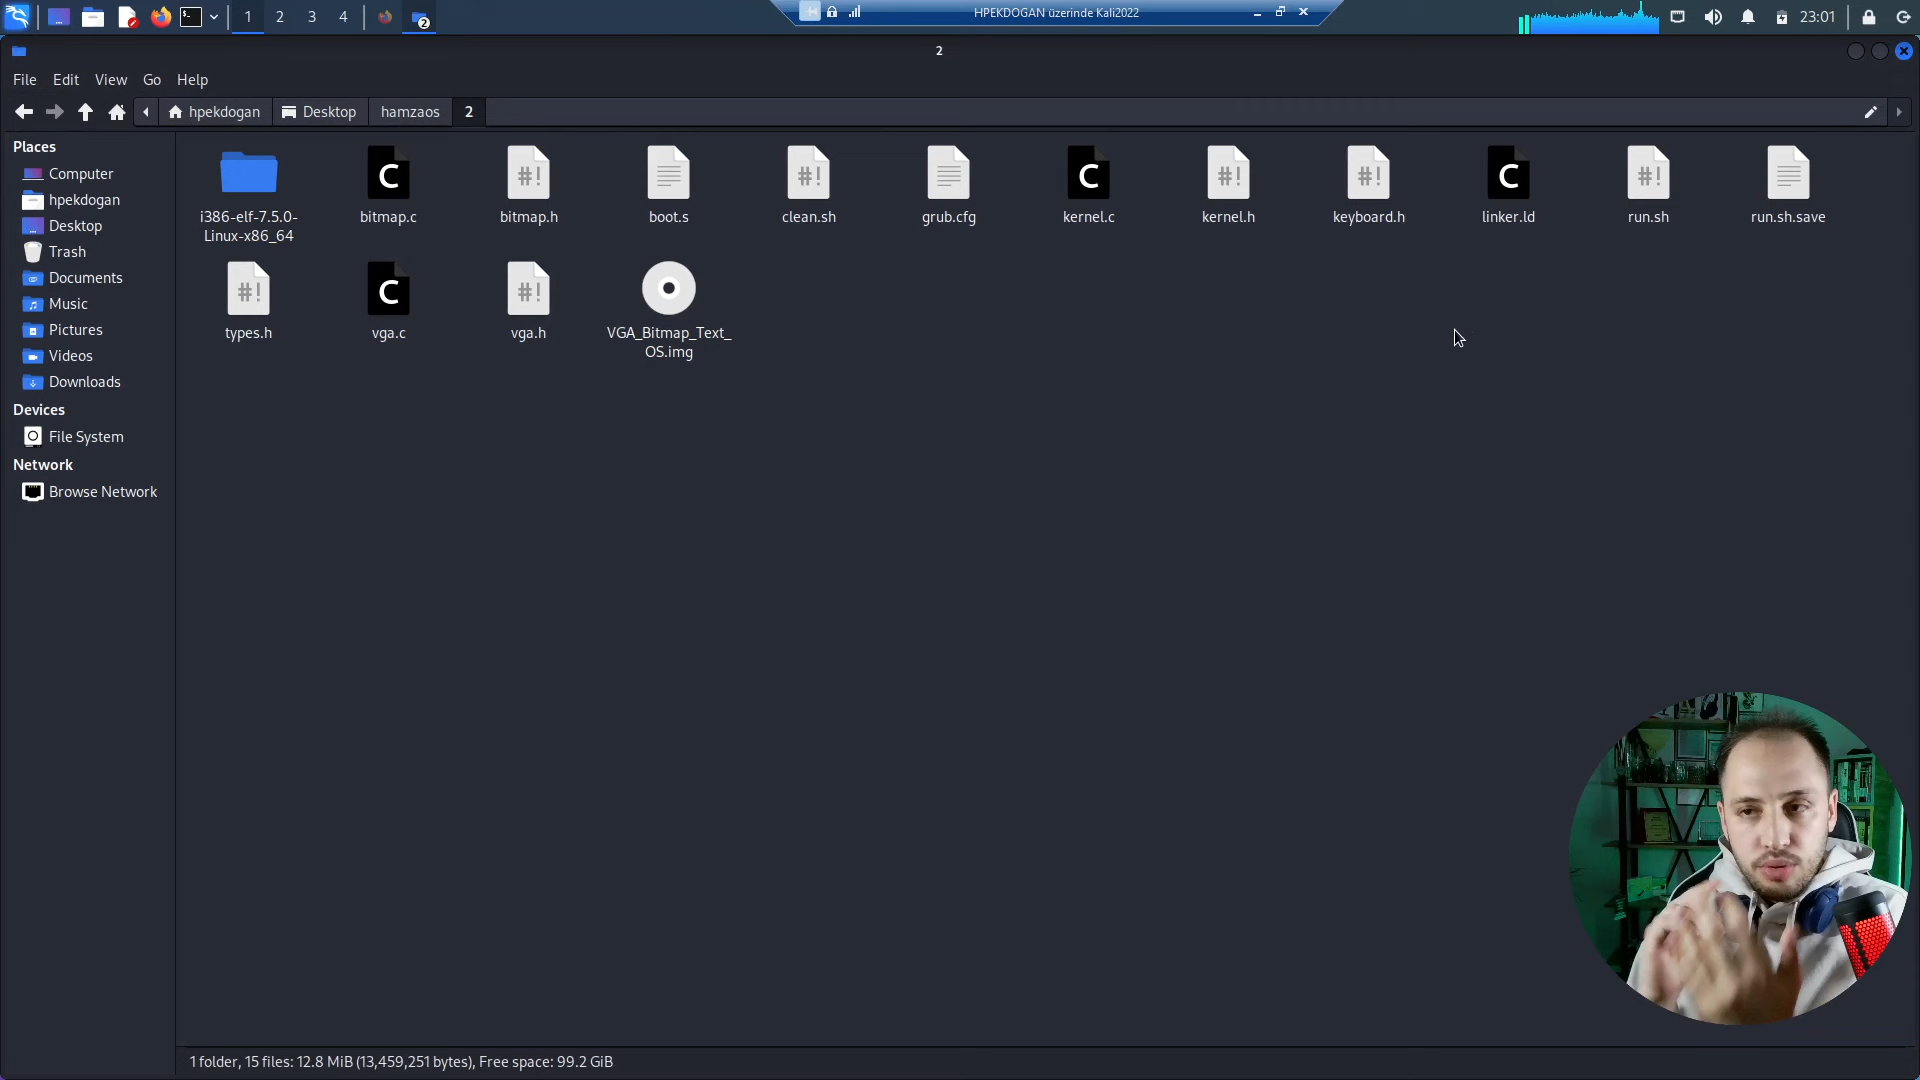 1 2 3 4
2
HPEKDOGAN üzerinde Kali2022
23:01
2
File Edit View Go Help
hpekdogan Desktop hamzaos 2
Places
Computer
hpekdogan
Desktop
Trash
Documents
Music
Pictures
Videos
Downloads
Devices
File System
Network
Browse Network
i386-elf-7.5.0-
Linux-x86_64
bitmap.c
bitmap.h
boot.s
clean.sh
grub.cfg
kernel.c
kernel.h
keyboard.h
linker.ld
run.sh
run.sh.save
types.h
vga.c
vga.h
VGA_Bitmap_Text_
OS.img
1 folder, 15 files: 12.8 MiB (13,459,251 bytes), Free space: 99.2 GiB